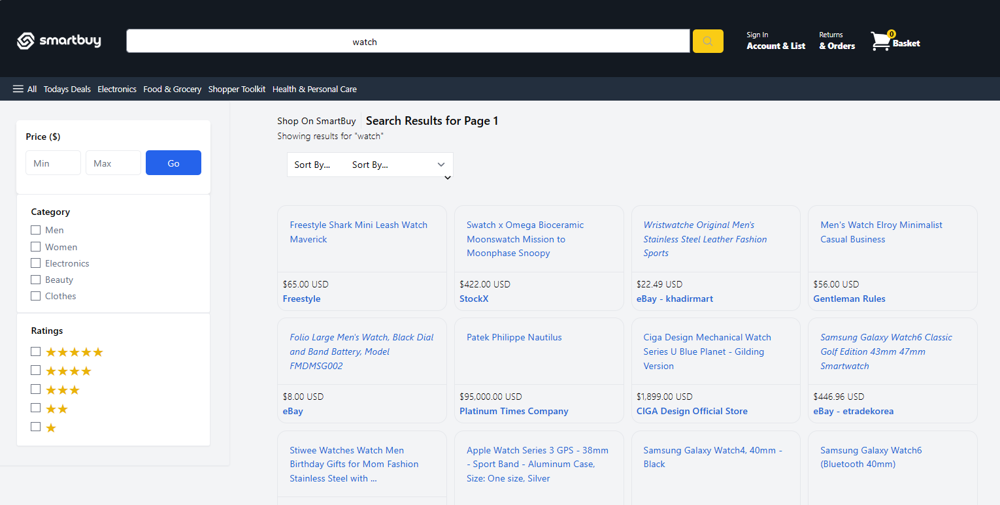 smartbuy
watch
Sign In
Account & List
Returns
& Orders
0
Basket
All Todays Deals Electronics Food & Grocery Shopper Toolkit Health & Personal Care
Price ($)
Min Max Go
Category
Men
Women
Electronics
Beauty
Clothes
Ratings
Shop On SmartBuy Search Results for Page 1
Showing results for "watch"
Sort By... Sort By...
Freestyle Shark Mini Leash Watch
Maverick
$65.00 USD
Freestyle
Swatch x Omega Bioceramic
Moonswatch Mission to
Moonphase Snoopy
$422.00 USD
StockX
Wristwatche Original Men's
Stainless Steel Leather Fashion
Sports
$22.49 USD
eBay - khadirmart
Men's Watch Elroy Minimalist
Casual Business
$56.00 USD
Gentleman Rules
Folio Large Men's Watch, Black Dial
and Band Battery, Model
FMDMSG002
$8.00 USD
eBay
Patek Philippe Nautilus
$95,000.00 USD
Platinum Times Company
Ciga Design Mechanical Watch
Series U Blue Planet - Gilding
Version
$1,899.00 USD
CIGA Design Official Store
Samsung Galaxy Watch6 Classic
Golf Edition 43mm 47mm
Smartwatch
$446.96 USD
eBay - etradekorea
Stiwee Watches Watch Men
Birthday Gifts for Mom Fashion
Stainless Steel with ...
Apple Watch Series 3 GPS - 38mm
- Sport Band - Aluminum Case,
Size: One size, Silver
Samsung Galaxy Watch4, 40mm -
Black
Samsung Galaxy Watch6
(Bluetooth 40mm)